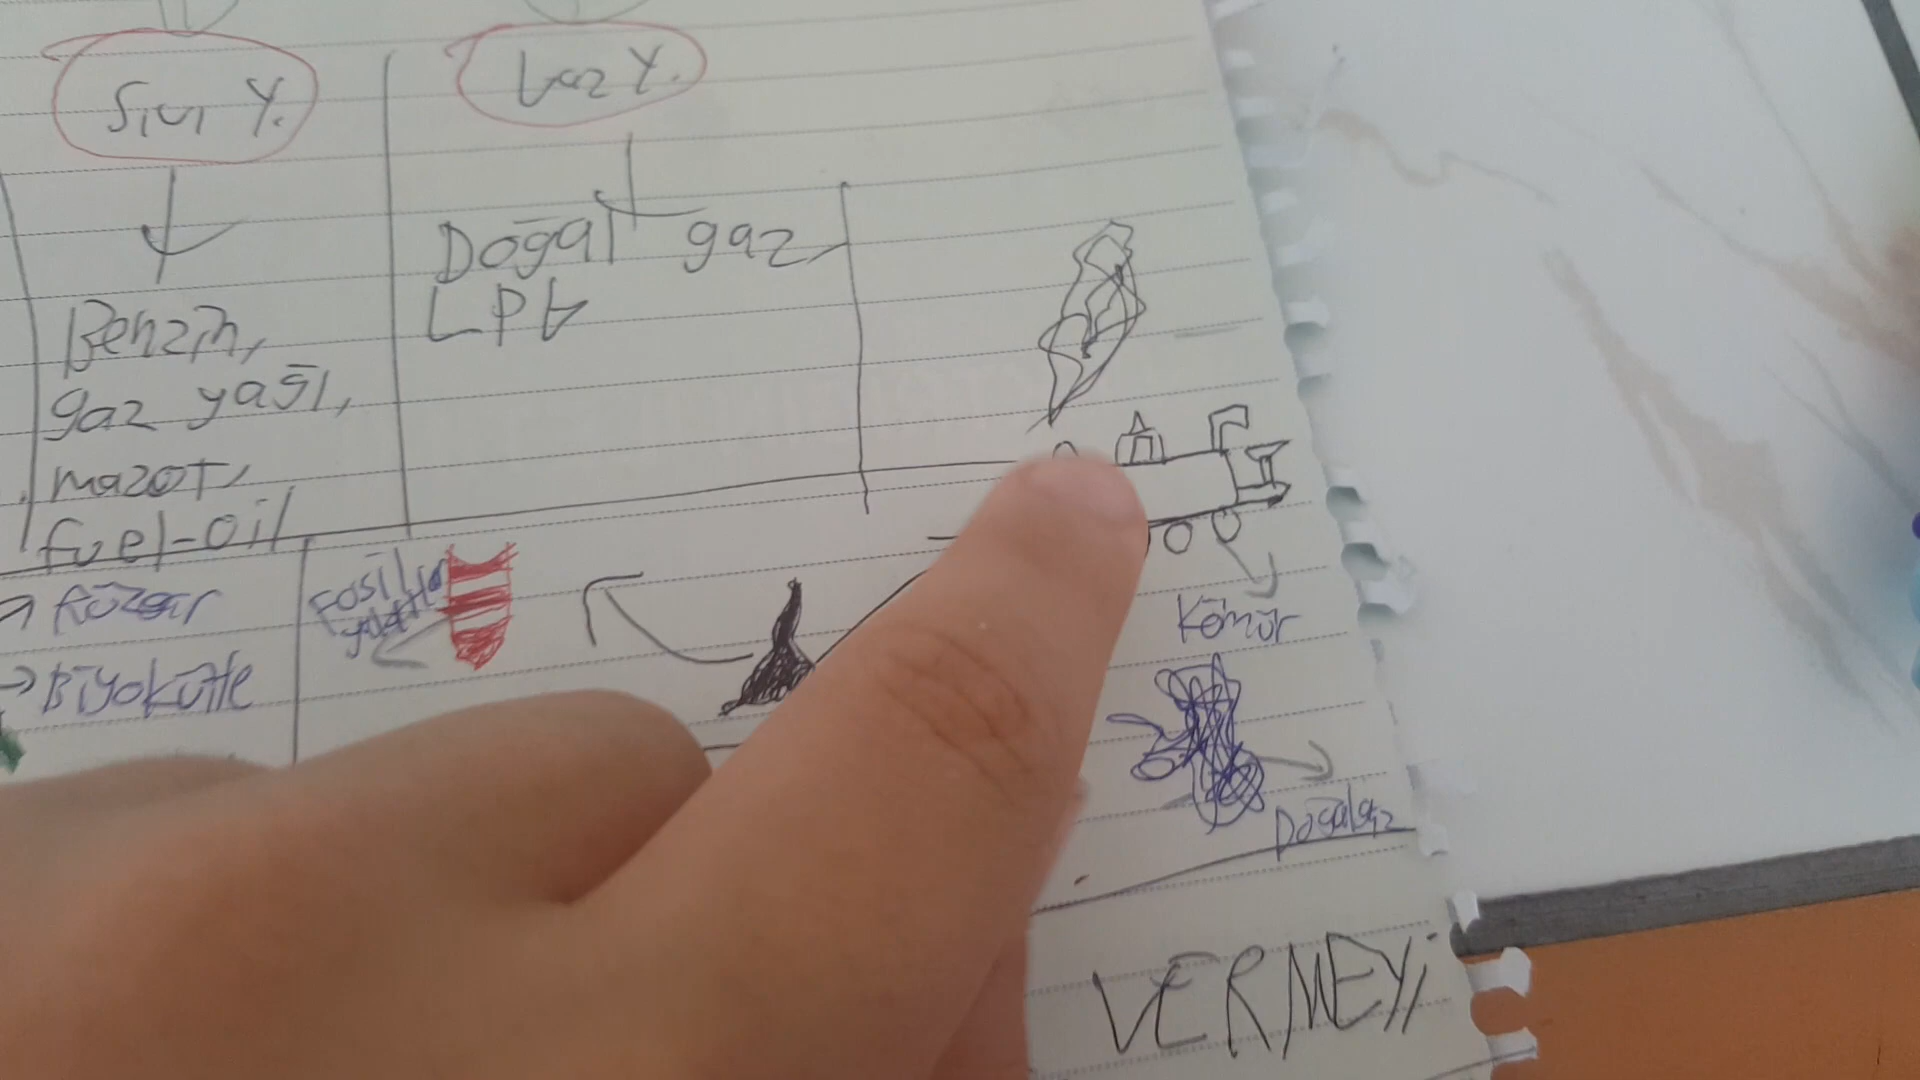 Sıvı Y.
Gaz Y.
Doğal gaz,
LPG
Benzin,
gaz yağı,
mazot,
fuel-oil
Rüzgar
Biyokütle
Fosil
yakıtlar
Kömür
Doğalgaz
VERMEYİ